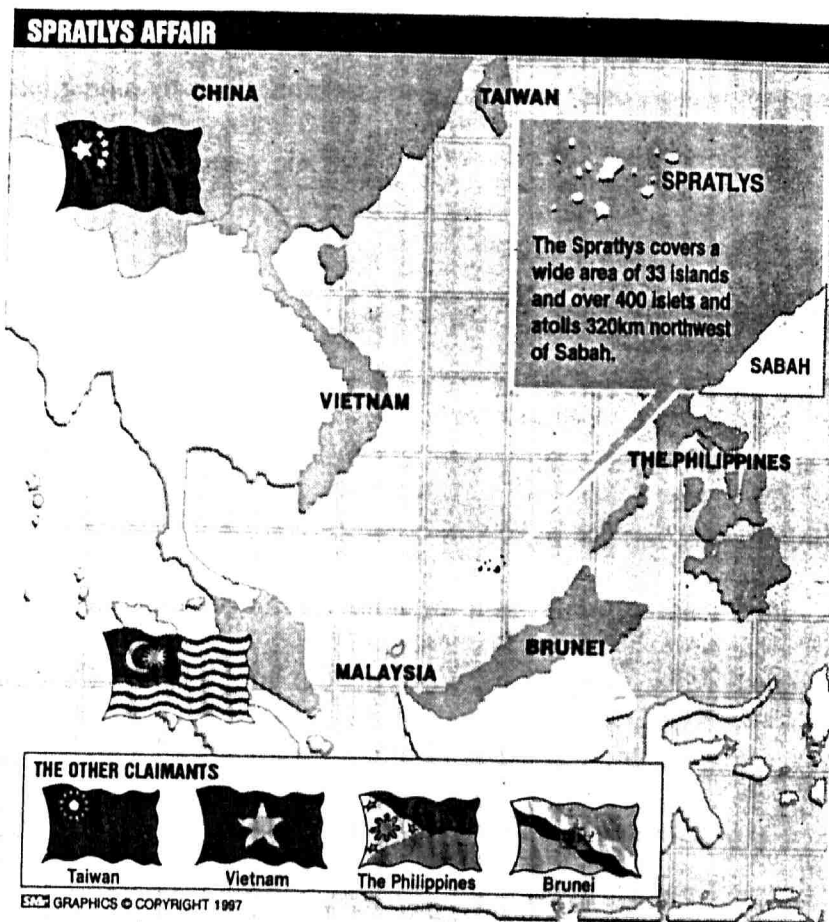 SPRATLYS AFFAIR
CHINA
TAIWAN
SPRATLYS
The Spratlys covers a
wide area of 33 islands
and over 400 islets and
atolls 320km northwest
of Sabah.
SABAH
VIETNAM
THE PHILIPPINES
BRUNEI
MALAYSIA
THE OTHER CLAIMANTS
Taiwan
Vietnam
The Philippines
Brunei
GRAPHICS © COPYRIGHT 1997